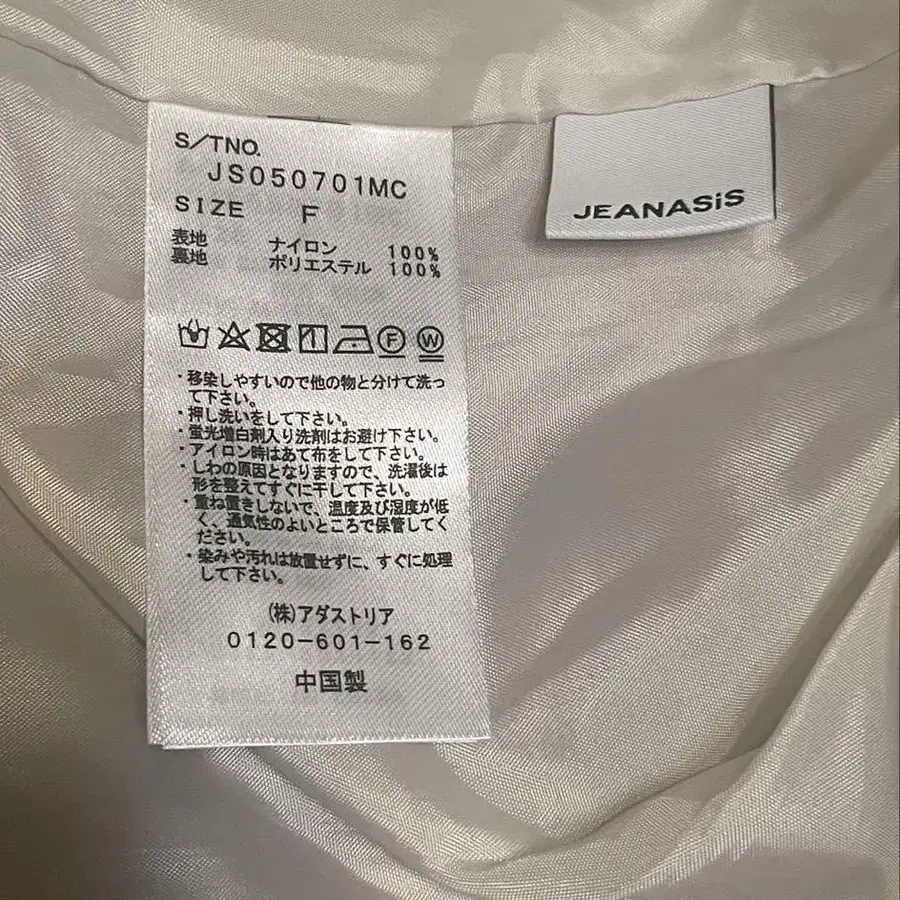 S/TNO.
JS050701MC
SIZE F
表地 ナイロン 100%
裏地 ポリエステル 100%
F W
・移染しやすいので他の物と分けて洗っ
て下さい。
・押し洗いをして下さい。
・蛍光増白剤入り洗剤はお避け下さい。
・アイロン時はあて布をして下さい。
・しわの原因となりますので、洗濯後は
形を整えてすぐに干して下さい。
・重ね置きしないで、温度及び湿度が低
く、通気性のよいところで保管してく
ださい。
・染みや汚れは放置せずに、すぐに処理
して下さい。
(株)アダストリア
0120-601-162
中国製
JEANASiS